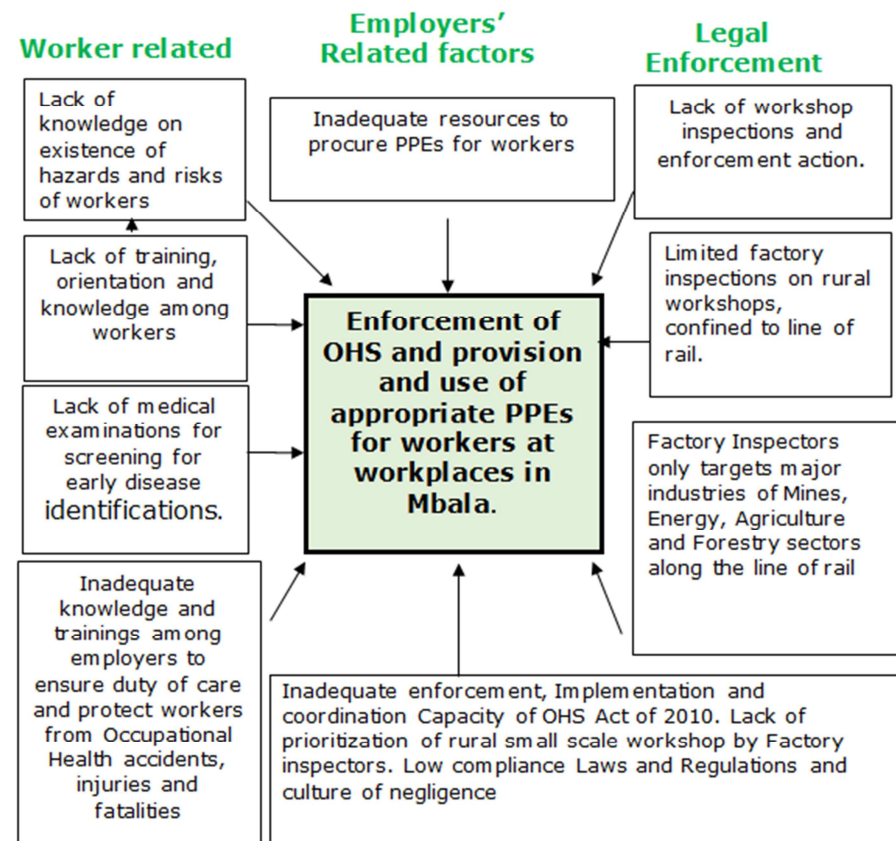 Worker related
Employers'
Related factors
Legal
Enforcement
Lack of
knowledge on
existence of
hazards and risks
of workers
Inadequate resources to
procure PPEs for workers
Lack of workshop
inspections and
enforcement action.
Lack of training,
orientation and
knowledge among
workers
Limited factory
inspections on rural
workshops,
confined to line of
rail.
Enforcement of
OHS and provision
and use of
appropriate PPEs
for workers at
workplaces in
Mbala.
Lack of medical
examinations for
screening for
early disease
identifications.
Factory Inspectors
only targets major
industries of Mines,
Energy, Agriculture
and Forestry sectors
along the line of rail
Inadequate
knowledge and
trainings among
employers to
ensure duty of care
and protect workers
from Occupational
Health accidents,
injuries and
fatalities
Inadequate enforcement, Implementation and
coordination Capacity of OHS Act of 2010. Lack of
prioritization of rural small scale workshop by Factory
inspectors. Low compliance Laws and Regulations and
culture of negligence